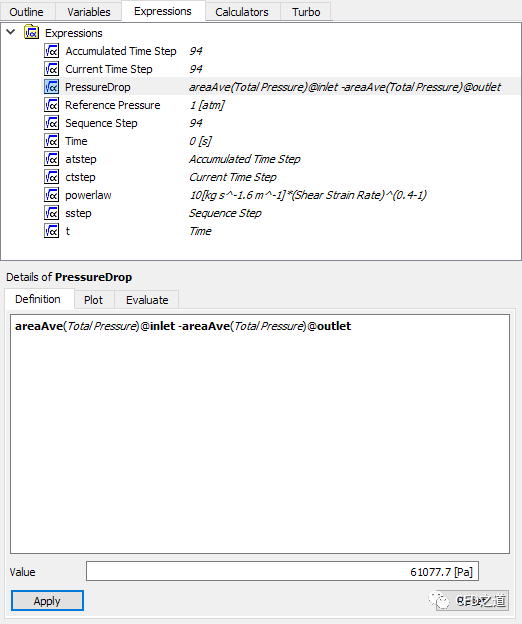 Outline Variables Expressions Calculators Turbo
Expressions
Accumulated Time Step 94
Current Time Step 94
PressureDrop areaAve(Total Pressure)@inlet -areaAve(Total Pressure)@outlet
Reference Pressure 1 [atm]
Sequence Step 94
Time 0 [s]
atstep Accumulated Time Step
ctstep Current Time Step
powerlaw 10[kg s^-1.6 m^-1]*(Shear Strain Rate)^(0.4-1)
sstep Sequence Step
t Time
Details of PressureDrop
Definition Plot Evaluate
areaAve(Total Pressure)@inlet -areaAve(Total Pressure)@outlet
Value 61077.7 [Pa]
Apply CFD之道